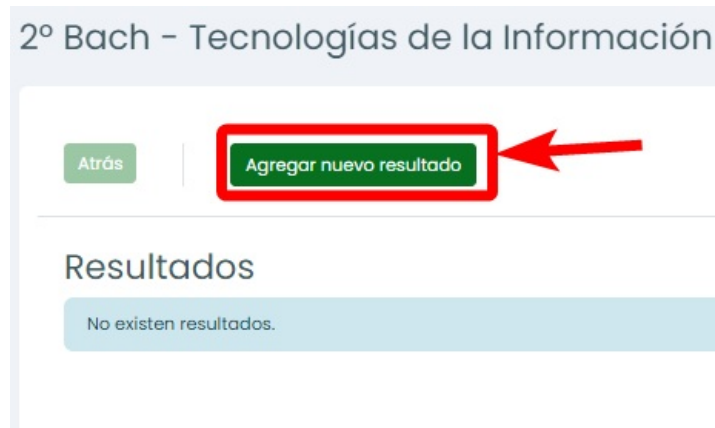 2º Bach - Tecnologías de la Información
Atrás
Agregar nuevo resultado
Resultados
No existen resultados.